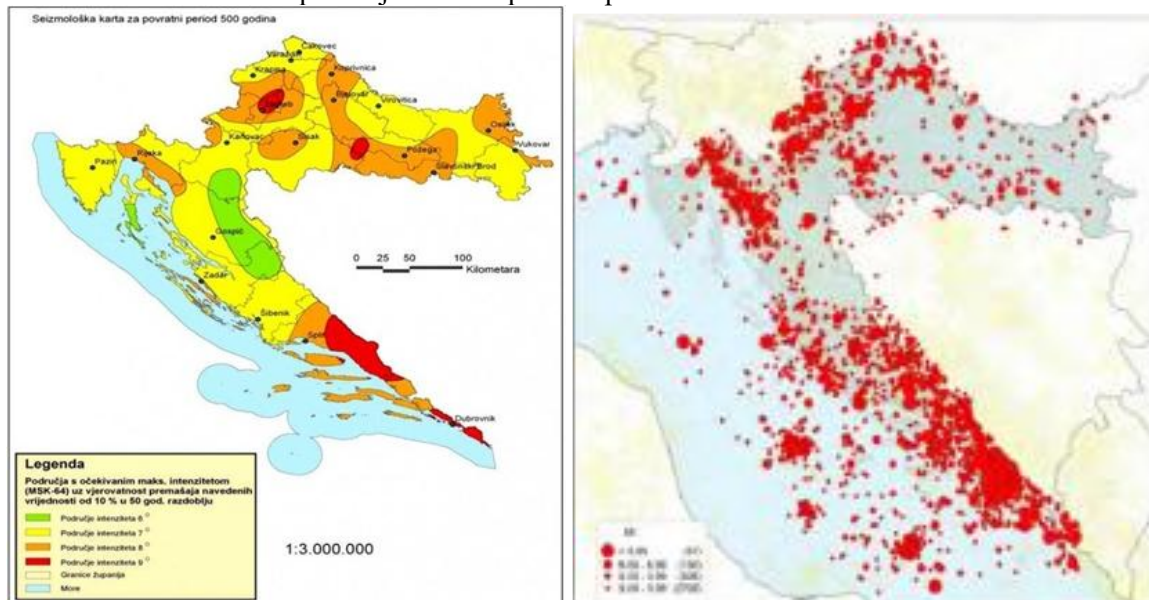 Seizmološka karta za povratni period 500 godina
Čakovec
Varaždin
Krapina
Koprivnica
Zagreb
Bjelovar
Virovitica
Osijek
Vukovar
Karlovac
Sisak
Požega
Slavonski Brod
Rijeka
Pazin
Gospić
Zadar
Šibenik
Split
Dubrovnik
0 25 50 100
Kilometara
Legenda
Područja s očekivanim maks. intenzitetom
(MSK-64) uz vjerovatnost premašaja navedenih
vrijednosti od 10 % u 50 god. razdoblju
Područje intenziteta 6°
Područje intenziteta 7°
Područje intenziteta 8°
Područje intenziteta 9°
Granice županija
More
1:3.000.000